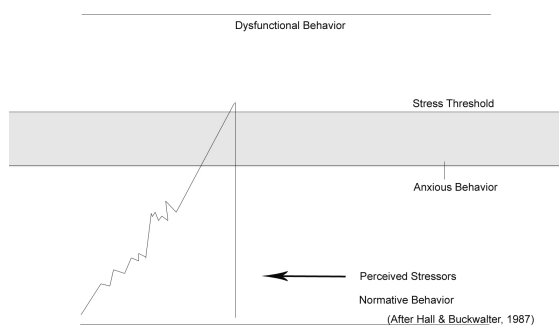 Dysfunctional Behavior
Stress Threshold
Anxious Behavior
Perceived Stressors
Normative Behavior
(After Hall & Buckwalter, 1987)